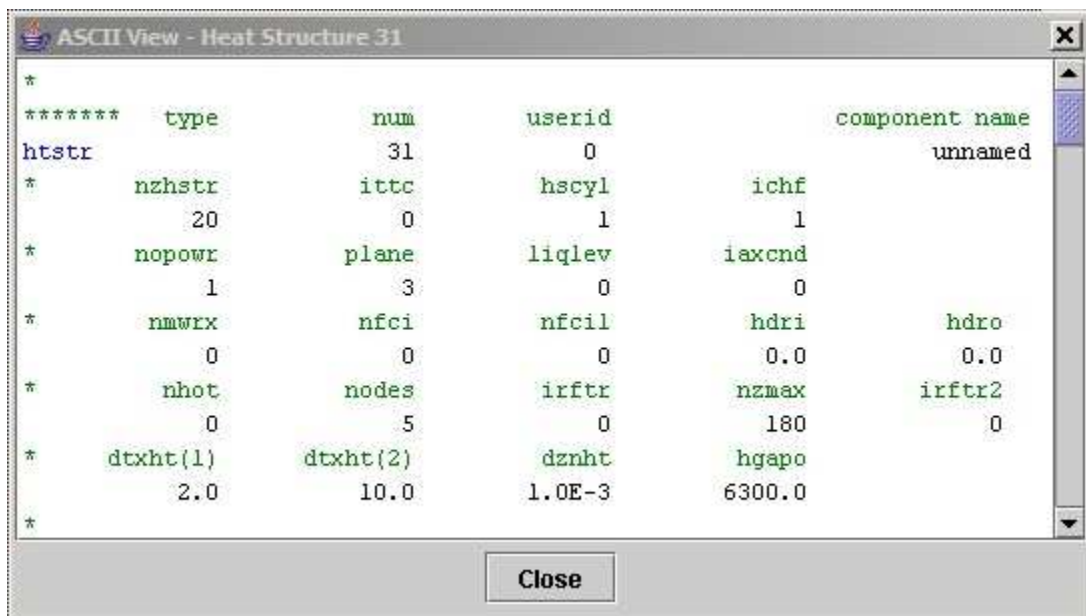 ASCII View - Heat Structure 31
*
******* type num userid component name
htstr 31 0 unnamed
* nzhstr ittc hscyl ichf
20 0 1 1
* nopowr plane liqlev iaxcnd
1 3 0 0
* nmwrx nfci nfcil hdri hdro
0 0 0 0.0 0.0
* nhot nodes irftr nzmax irftr2
0 5 0 180 0
* dtxht(1) dtxht(2) dznht hgapo
2.0 10.0 1.0E-3 6300.0
*
Close